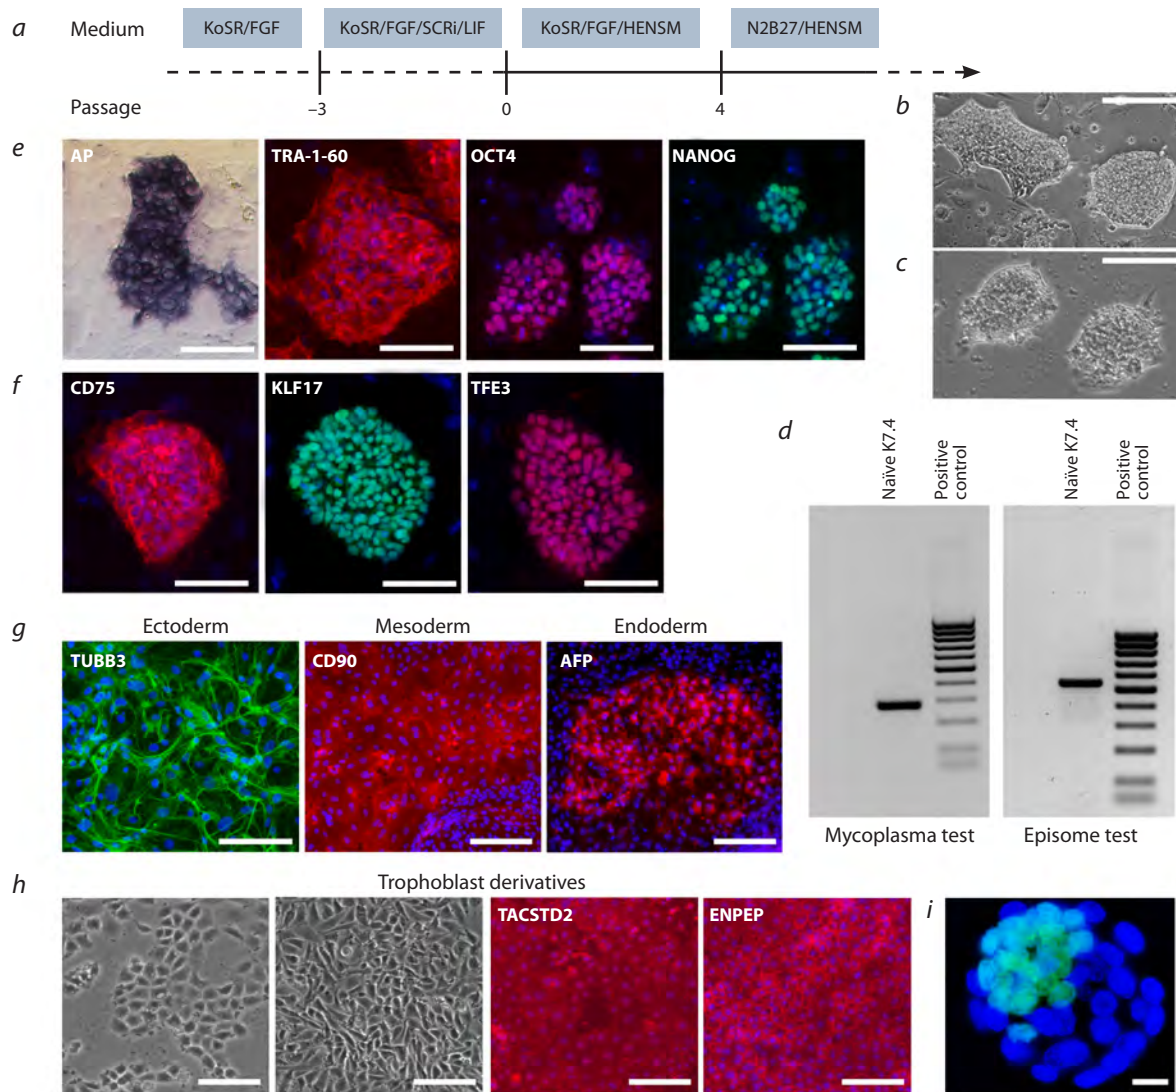 a
Medium
KoSR/FGF
KoSR/FGF/SCRi/LIF
KoSR/FGF/HENSM
N2B27/HENSM
Passage
–3
0
4
b
c
e
AP
TRA-1-60
OCT4
NANOG
f
CD75
KLF17
TFE3
d
Naïve K7.4
Positive
control
Naïve K7.4
Positive
control
Mycoplasma test
Episome test
g
Ectoderm
Mesoderm
Endoderm
TUBB3
CD90
AFP
h
Trophoblast derivatives
TACSTD2
ENPEP
i